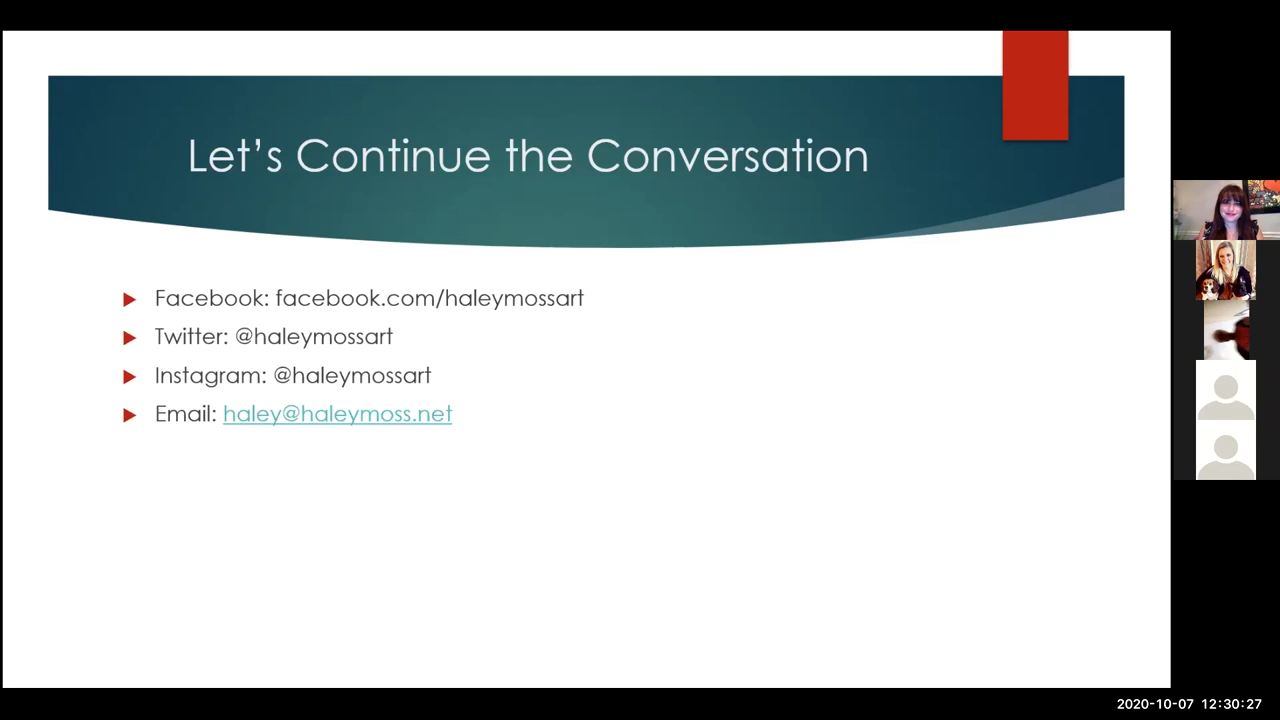 Let’s Continue the Conversation
Facebook: facebook.com/haleymossart
Twitter: @haleymossart
Instagram: @haleymossart
Email: haley@haleymoss.net
2020-10-07 12:30:27